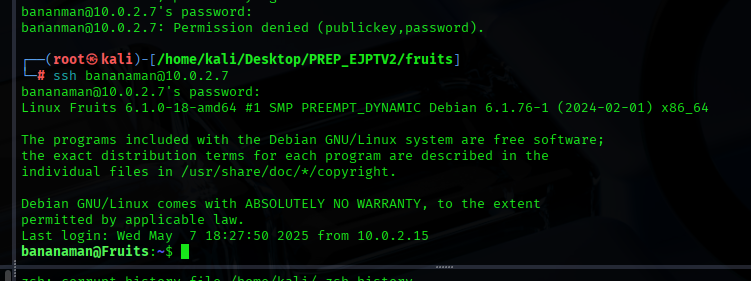 bananman@10.0.2.7's password:
bananman@10.0.2.7: Permission denied (publickey,password).
┌──(root㉿kali)-[/home/kali/Desktop/PREP_EJPTV2/fruits]
└─# ssh bananaman@10.0.2.7
bananaman@10.0.2.7's password:
Linux Fruits 6.1.0-18-amd64 #1 SMP PREEMPT_DYNAMIC Debian 6.1.76-1 (2024-02-01) x86_64
The programs included with the Debian GNU/Linux system are free software;
the exact distribution terms for each program are described in the
individual files in /usr/share/doc/*/copyright.
Debian GNU/Linux comes with ABSOLUTELY NO WARRANTY, to the extent
permitted by applicable law.
Last login: Wed May  7 18:27:50 2025 from 10.0.2.15
bananaman@Fruits:~$
zsh: corrupt history file /home/kali/.zsh_history